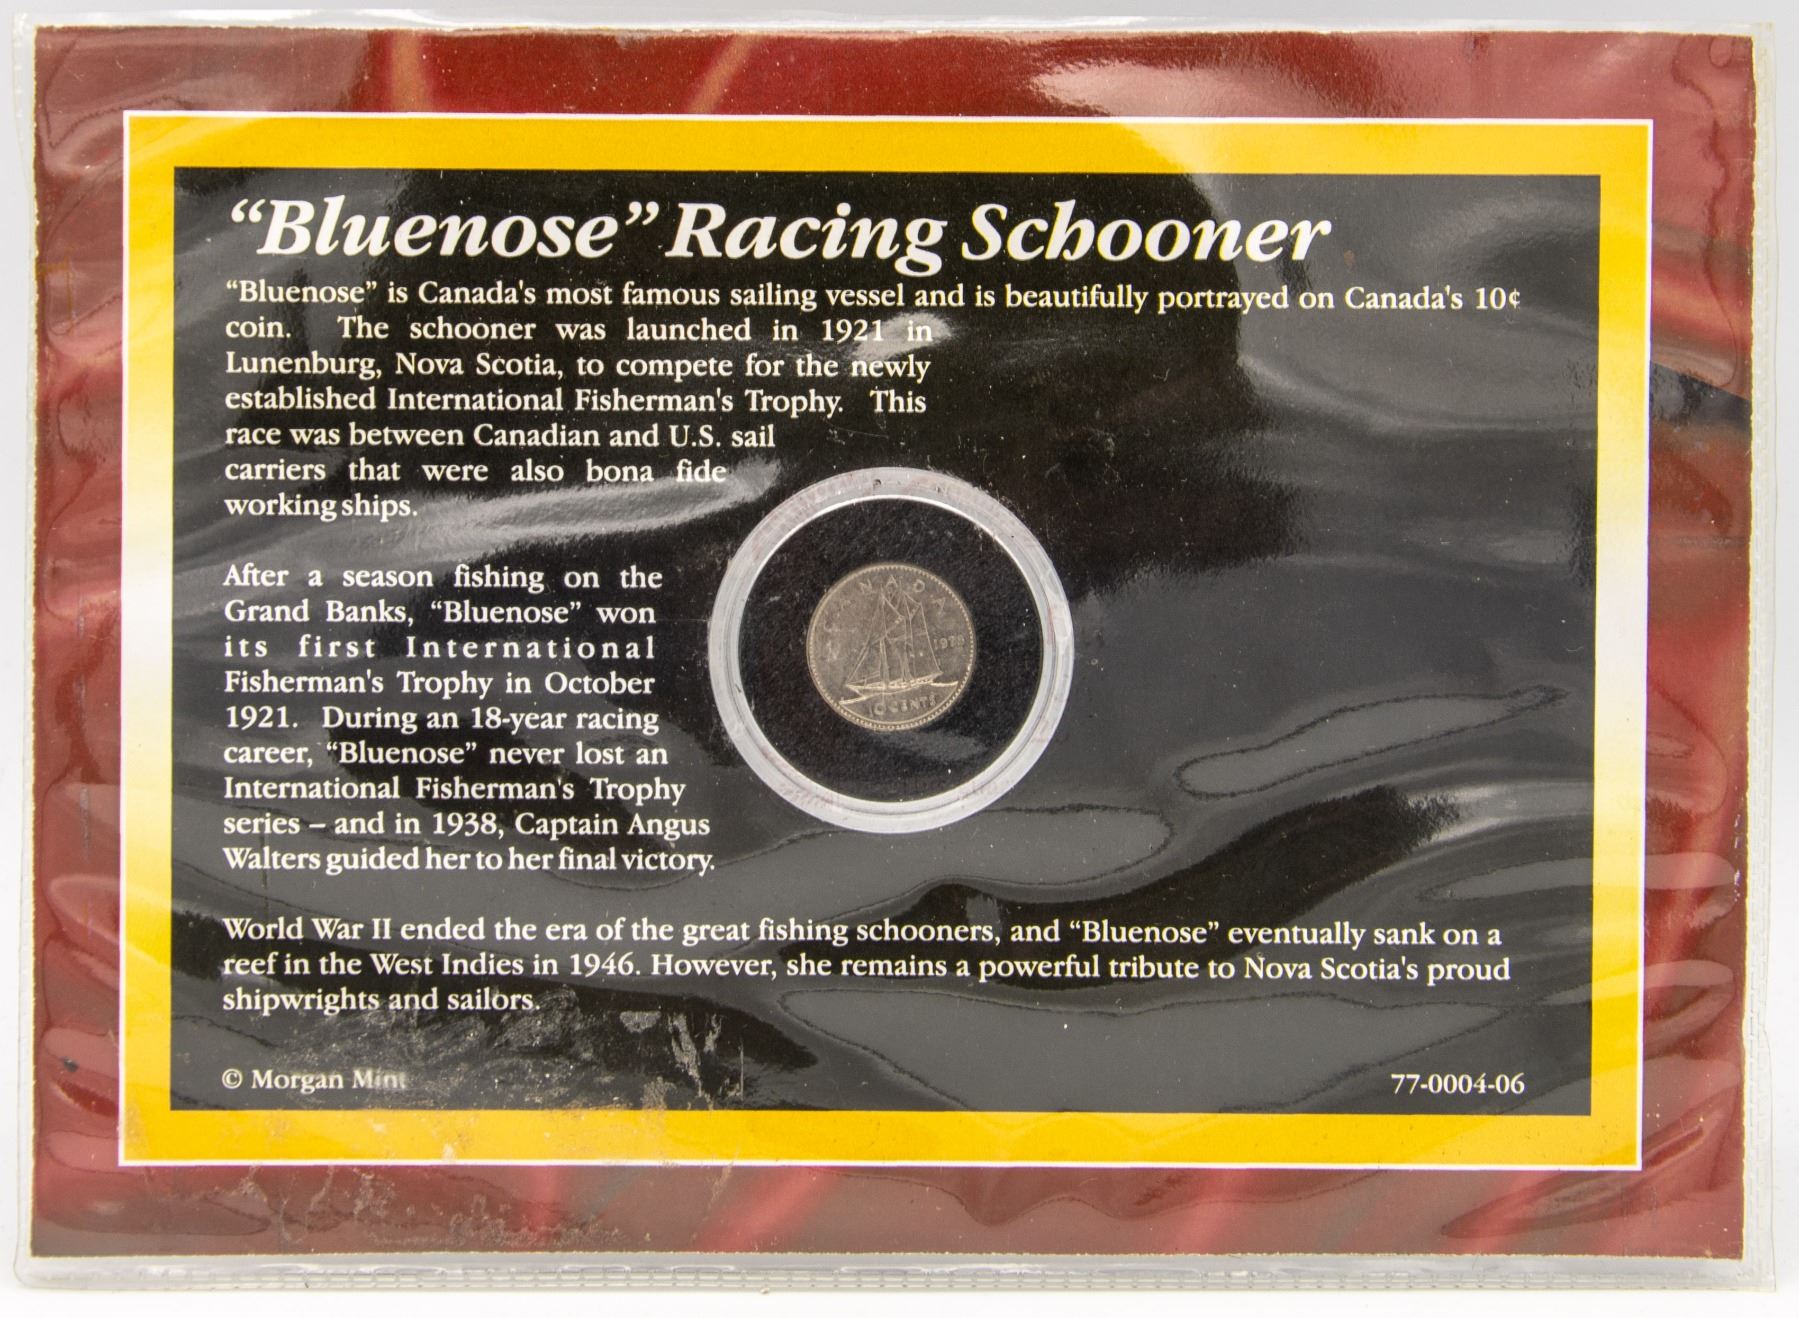 “Bluenose” Racing Schooner
“Bluenose” is Canada's most famous sailing vessel and is beautifully portrayed on Canada's 10¢
coin. The schooner was launched in 1921 in
Lunenburg, Nova Scotia, to compete for the newly
established International Fisherman's Trophy. This
race was between Canadian and U.S. sail
carriers that were also bona fide
working ships.
After a season fishing on the
Grand Banks, “Bluenose” won
its first International
Fisherman's Trophy in October
1921. During an 18-year racing
career, “Bluenose” never lost an
International Fisherman's Trophy
series – and in 1938, Captain Angus
Walters guided her to her final victory.
CANADA
10 CENTS
World War II ended the era of the great fishing schooners, and “Bluenose” eventually sank on a
reef in the West Indies in 1946. However, she remains a powerful tribute to Nova Scotia's proud
shipwrights and sailors.
© Morgan Mint
77-0004-06